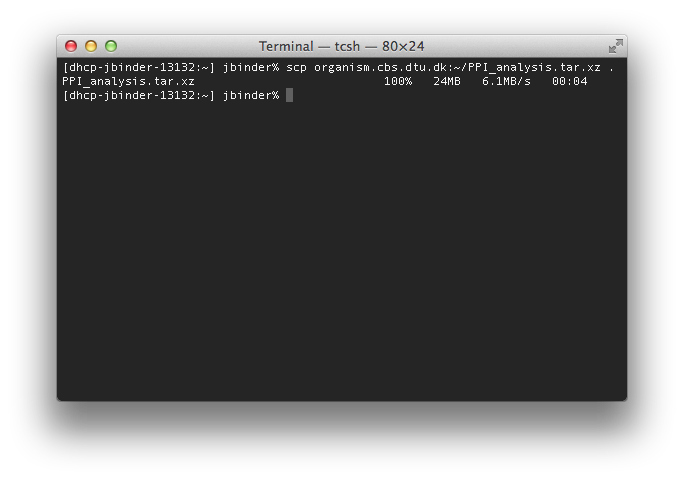 Terminal — tcsh — 80×24
[dhcp-jbinder-13132:~] jbinder% scp organism.cbs.dtu.dk:~/PPI_analysis.tar.xz .
PPI_analysis.tar.xz 100% 24MB 6.1MB/s 00:04
[dhcp-jbinder-13132:~] jbinder%